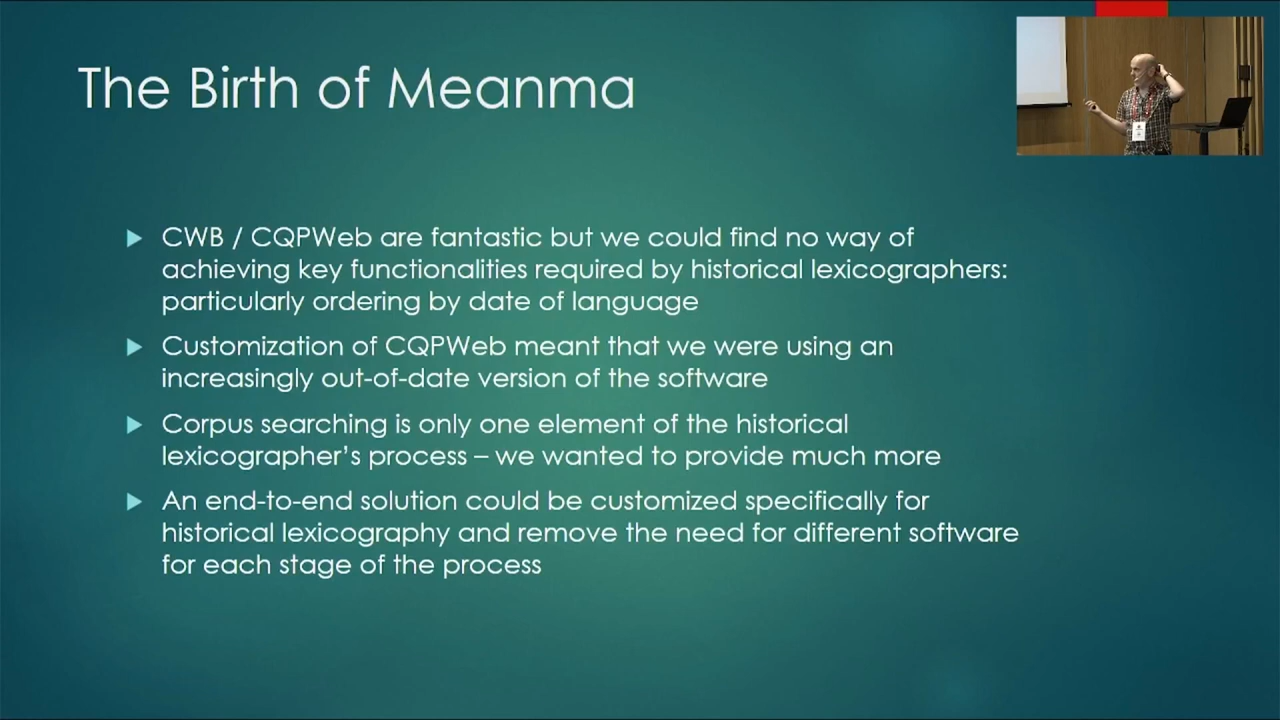 The Birth of Meanma
CWB / CQPWeb are fantastic but we could find no way of
achieving key functionalities required by historical lexicographers:
particularly ordering by date of language
Customization of CQPWeb meant that we were using an
increasingly out-of-date version of the software
Corpus searching is only one element of the historical
lexicographer's process – we wanted to provide much more
An end-to-end solution could be customized specifically for
historical lexicography and remove the need for different software
for each stage of the process